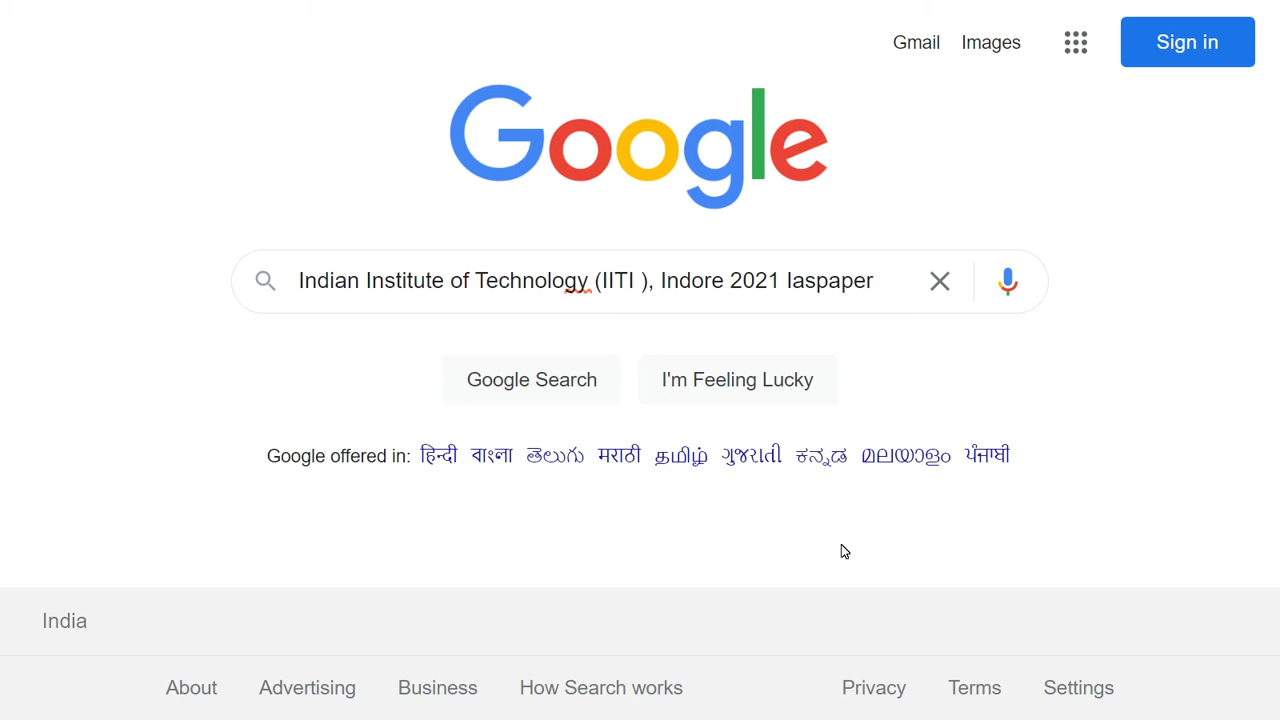 Gmail Images Sign in
Google
Indian Institute of Technology (IITI ), Indore 2021 Iaspaper
Google Search I'm Feeling Lucky
Google offered in: हिन्दी বাংলা తెలుగు मराठी தமிழ் ગુજરાતી ಕನ್ನಡ മലയാളം ਪੰਜਾਬੀ
India
About Advertising Business How Search works Privacy Terms Settings